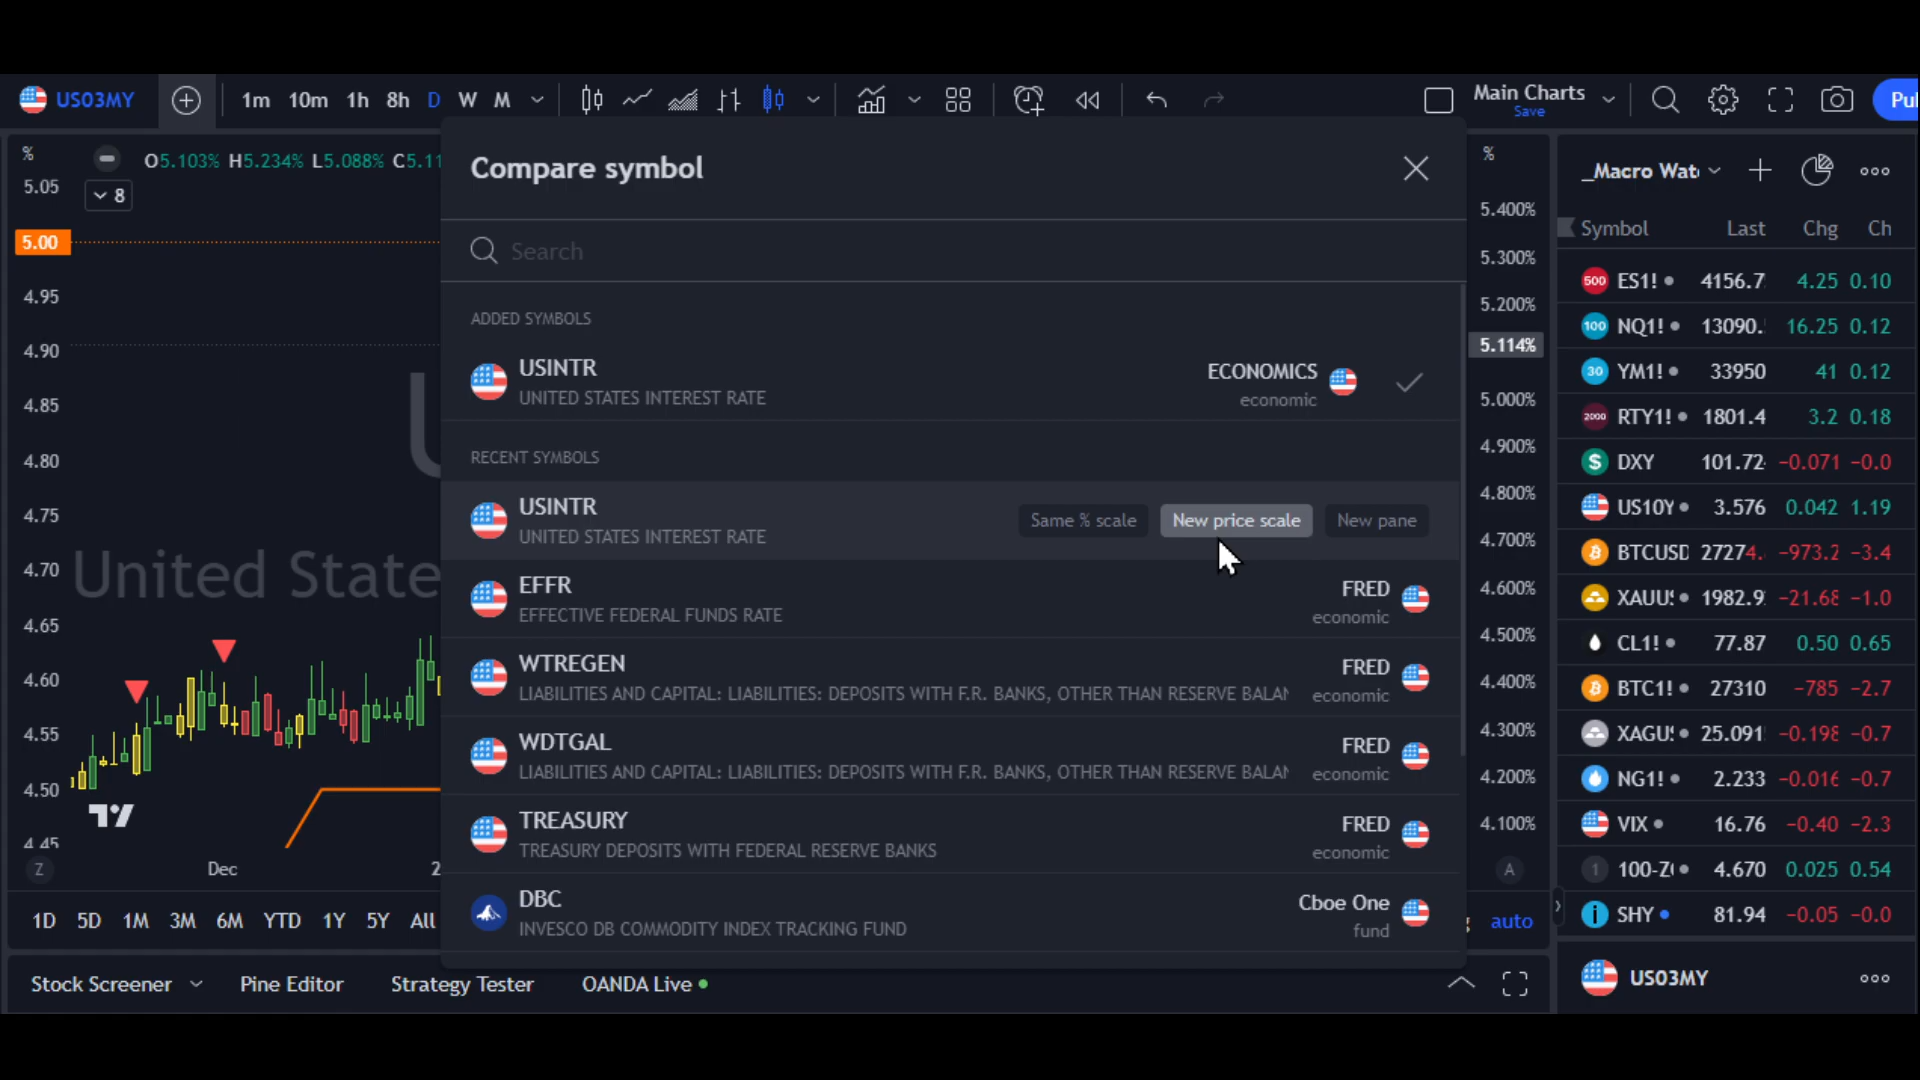 US03MY 1m 10m 1h 8h D W M Main Charts Save
% O5.103% H5.234% L5.088% C5.11
8
5.05
5.00
4.95
4.90
4.85
4.80
4.75
4.70
4.65
4.60
4.55
4.50
4.45
United State
Dec 2
Z
1D 5D 1M 3M 6M YTD 1Y 5Y All
Compare symbol
Search
ADDED SYMBOLS
USINTR
UNITED STATES INTEREST RATE
ECONOMICS
economic
RECENT SYMBOLS
USINTR
UNITED STATES INTEREST RATE
Same % scale New price scale New pane
EFFR
EFFECTIVE FEDERAL FUNDS RATE
FRED
economic
WTREGEN
LIABILITIES AND CAPITAL: LIABILITIES: DEPOSITS WITH F.R. BANKS, OTHER THAN RESERVE BALAN
FRED
economic
WDTGAL
LIABILITIES AND CAPITAL: LIABILITIES: DEPOSITS WITH F.R. BANKS, OTHER THAN RESERVE BALAN
FRED
economic
TREASURY
TREASURY DEPOSITS WITH FEDERAL RESERVE BANKS
FRED
economic
DBC
INVESCO DB COMMODITY INDEX TRACKING FUND
Cboe One
fund
%
5.400%
5.300%
5.200%
5.114%
5.000%
4.900%
4.800%
4.700%
4.600%
4.500%
4.400%
4.300%
4.200%
4.100%
A
auto
_Macro Wat
Symbol Last Chg Ch
500 ES1! 4156.7 4.25 0.10
100 NQ1! 13090. 16.25 0.12
30 YM1! 33950 41 0.12
2000 RTY1! 1801.4 3.2 0.18
$ DXY 101.72 -0.071 -0.0
US10Y 3.576 0.042 1.19
BTCUSD 27274. -973.2 -3.4
XAUU 1982.9 -21.68 -1.0
CL1! 77.87 0.50 0.65
BTC1! 27310 -785 -2.7
XAGU 25.091 -0.198 -0.7
NG1! 2.233 -0.016 -0.7
VIX 16.76 -0.40 -2.3
1 100-Z 4.670 0.025 0.54
SHY 81.94 -0.05 -0.0
US03MY
Stock Screener Pine Editor Strategy Tester OANDA Live